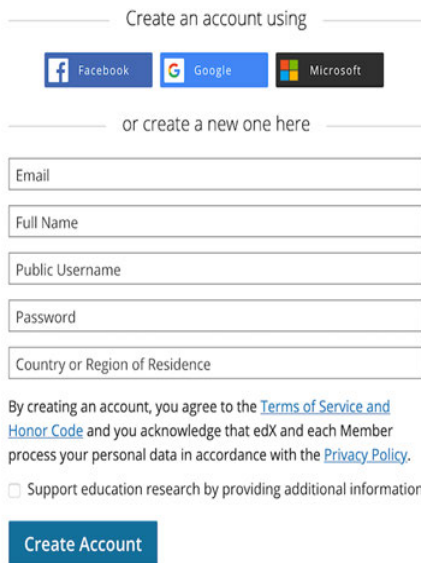 Create an account using
f Facebook G Google Microsoft
or create a new one here
Email
Full Name
Public Username
Password
Country or Region of Residence
By creating an account, you agree to the Terms of Service and
Honor Code and you acknowledge that edX and each Member
process your personal data in accordance with the Privacy Policy.
Support education research by providing additional information
Create Account